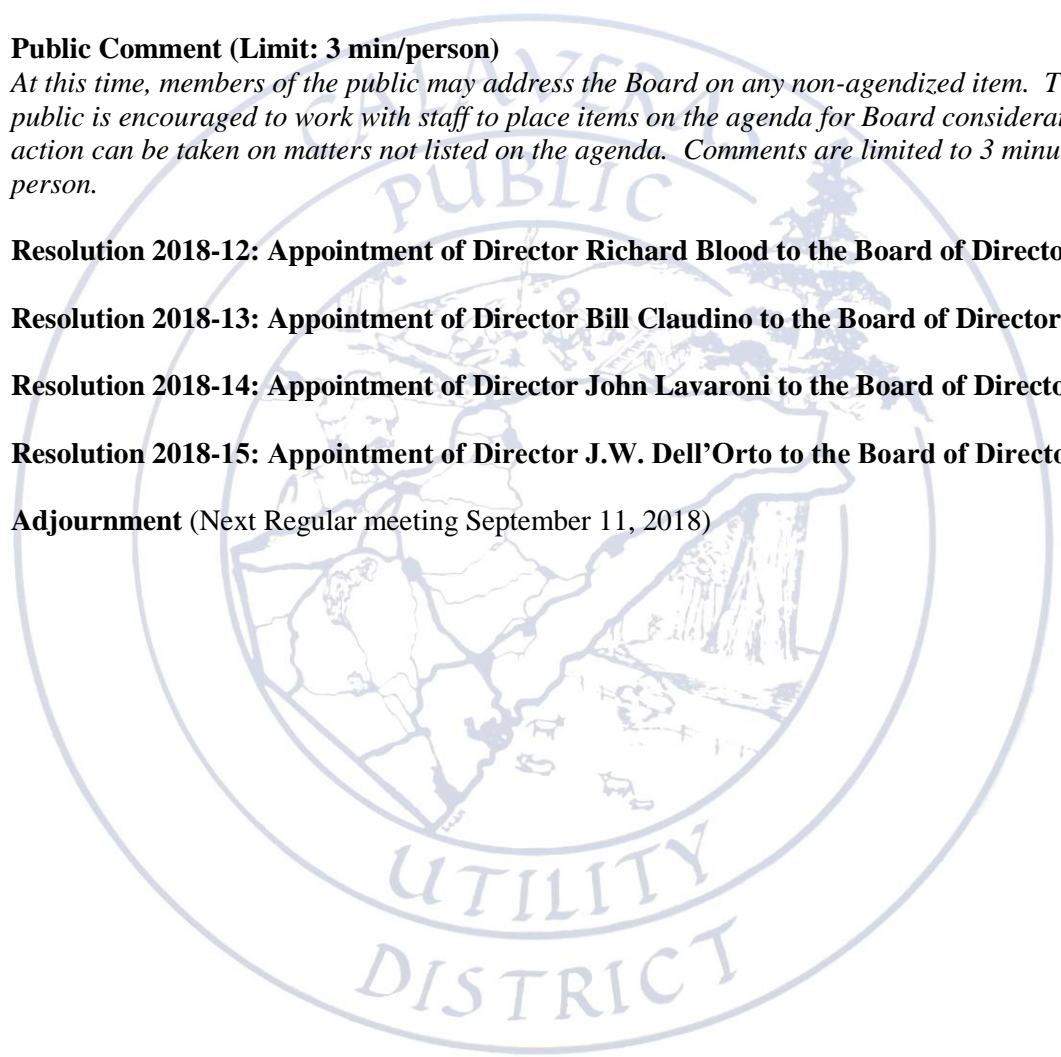 Public Comment (Limit: 3 min/person)
At this time, members of the public may address the Board on any non-agendized item. T
public is encouraged to work with staff to place items on the agenda for Board considerat
action can be taken on matters not listed on the agenda. Comments are limited to 3 minu
person.
Resolution 2018-12: Appointment of Director Richard Blood to the Board of Directo
Resolution 2018-13: Appointment of Director Bill Claudino to the Board of Director
Resolution 2018-14: Appointment of Director John Lavaroni to the Board of Directo
Resolution 2018-15: Appointment of Director J.W. Dell’Orto to the Board of Directo
Adjournment (Next Regular meeting September 11, 2018)
CALAVERAS
PUBLIC
UTILITY
DISTRICT